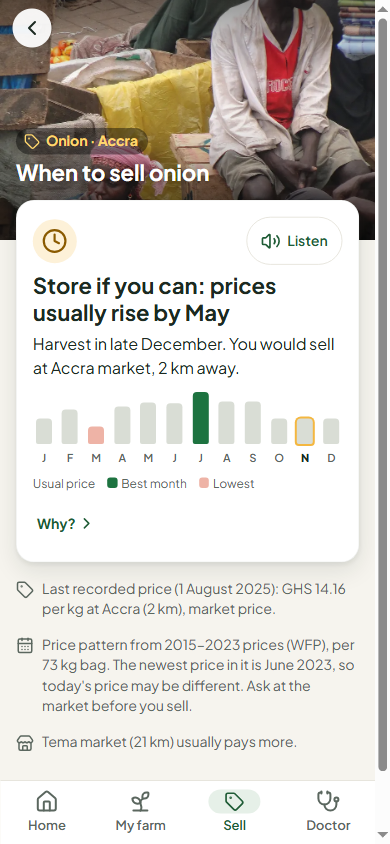 Onion · Accra
When to sell onion
Listen
Store if you can: prices
usually rise by May
Harvest in late December. You would sell
at Accra market, 2 km away.
J F M A M J J A S O N D
Usual price Best month Lowest
Why?
Last recorded price (1 August 2025): GHS 14.16
per kg at Accra (2 km), market price.
Price pattern from 2015–2023 prices (WFP), per
73 kg bag. The newest price in it is June 2023, so
today's price may be different. Ask at the
market before you sell.
Tema market (21 km) usually pays more.
Home My farm Sell Doctor